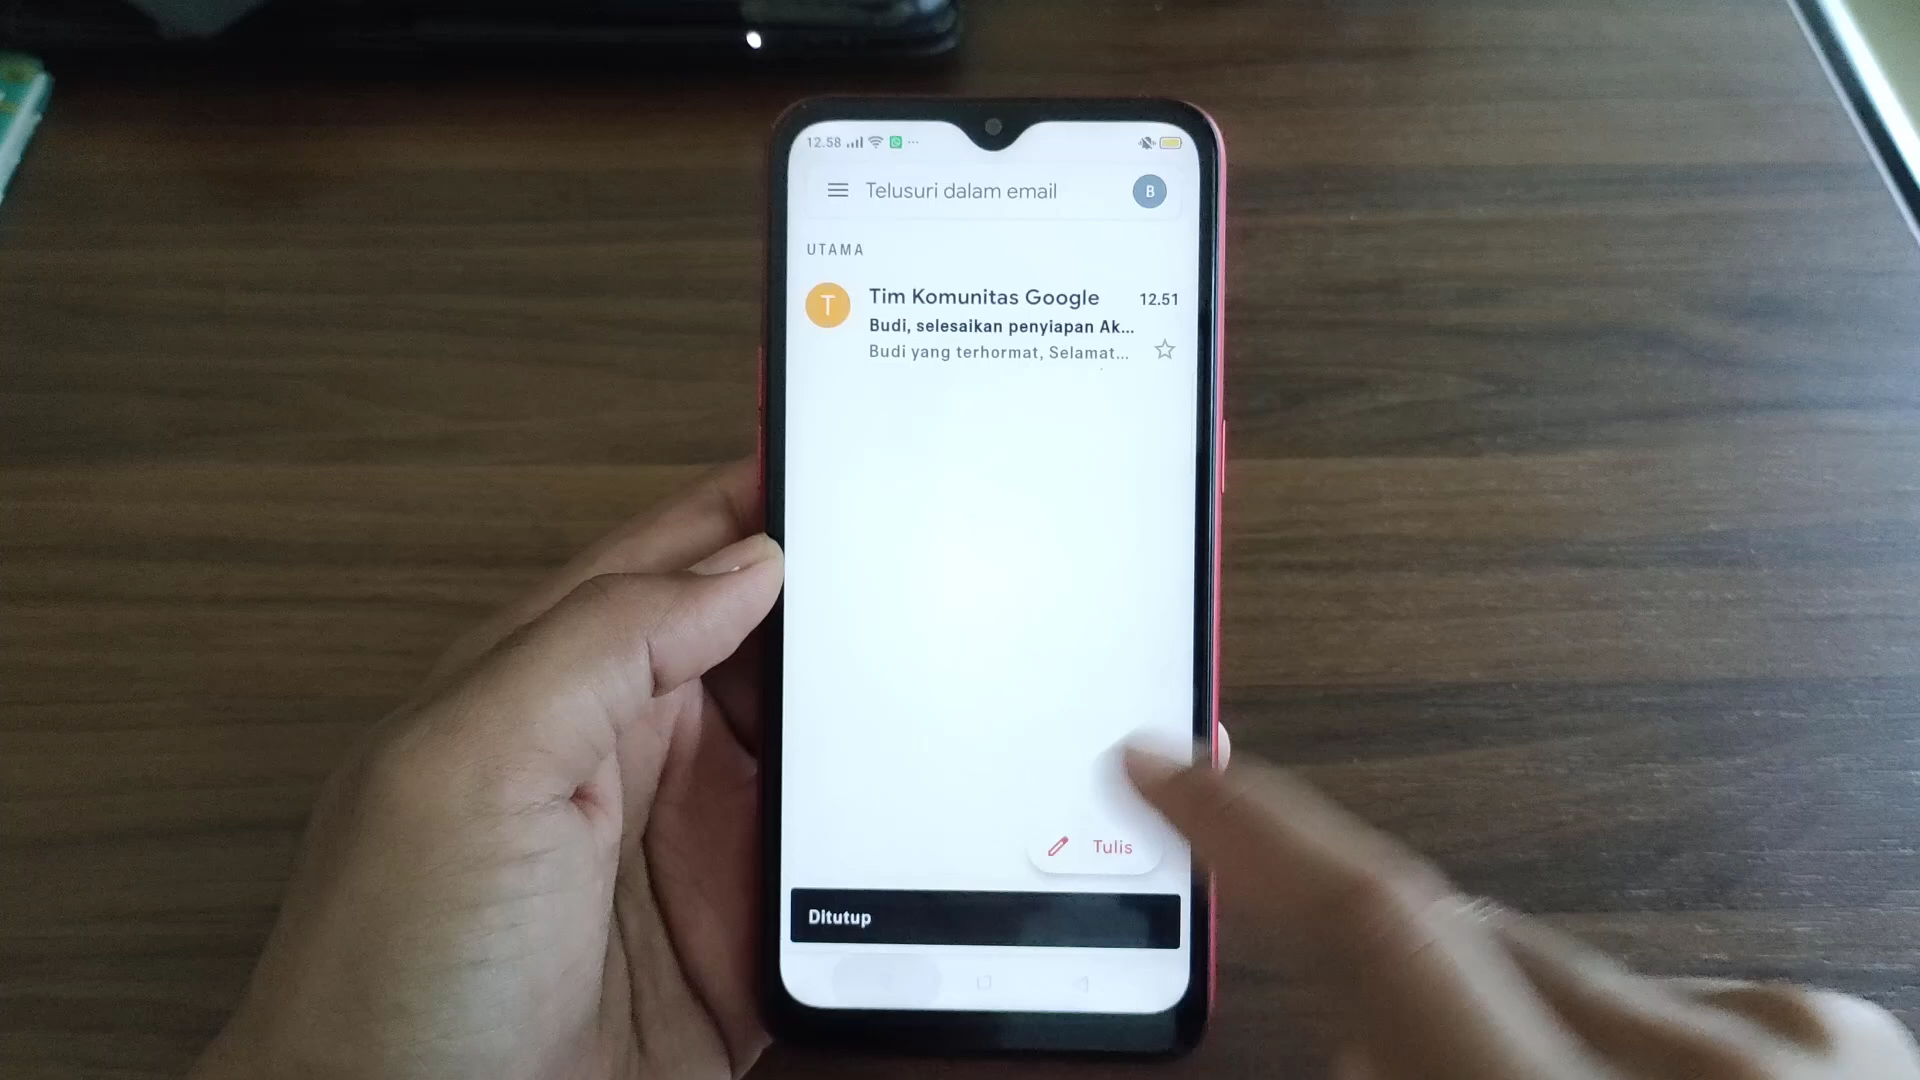 12.58
Telusuri dalam email
B
UTAMA
T
Tim Komunitas Google
12.51
Budi, selesaikan penyiapan Ak...
Budi yang terhormat, Selamat...
Tulis
Ditutup